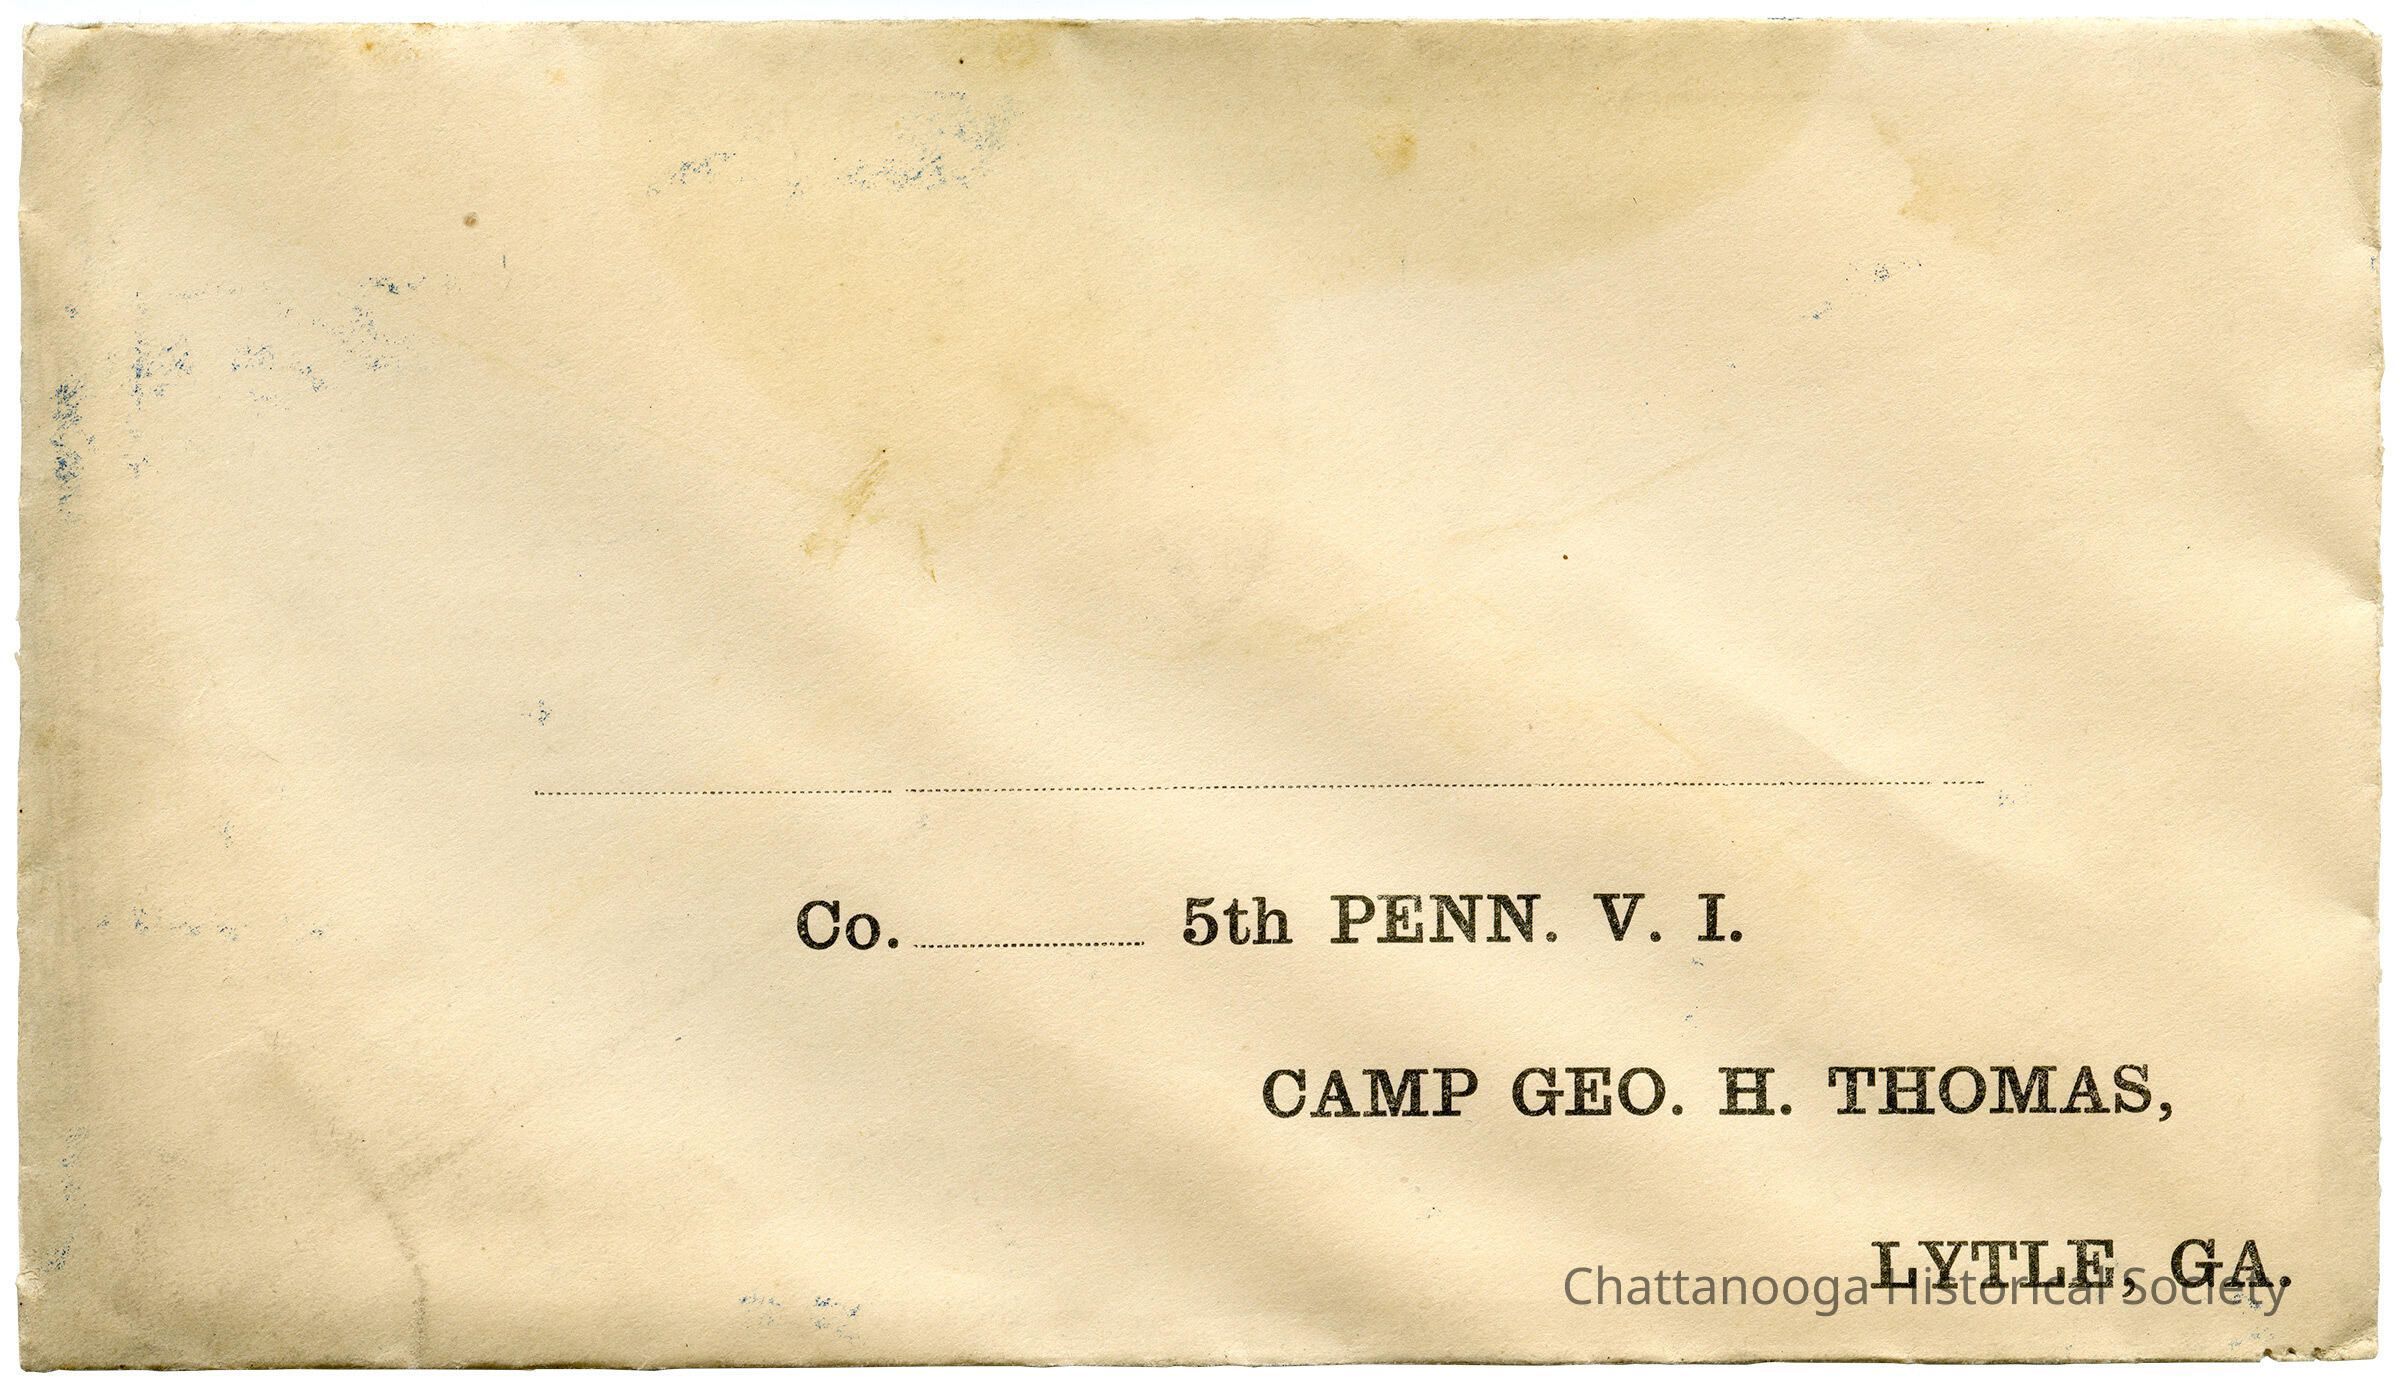 Co. 5th PENN. V. I.
CAMP GEO. H. THOMAS,
LYTLE, GA.
Chattanooga Historical Society